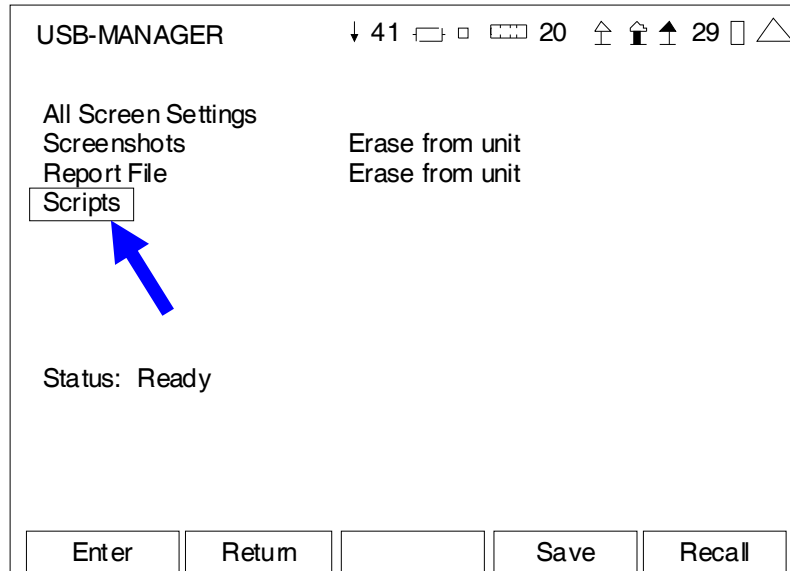 USB-MANAGER ↓ 41 20 29
All Screen Settings
Screenshots Erase from unit
Report File Erase from unit
Scripts
Status: Ready
Enter Return Save Recall